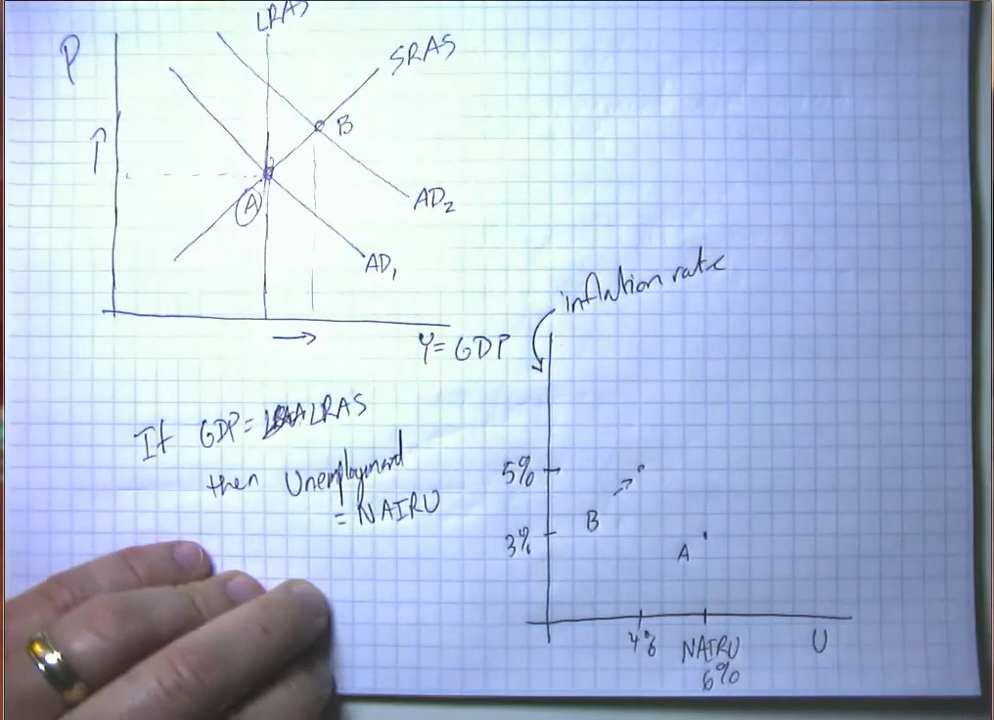 LRAS
P
SRAS
B
A
AD2
AD1
Y= GDP
inflation rate
If GDP= LRAS
then Unemployment
= NAIRU
5%
B
3%
A
4%
NAIRU
6%
U